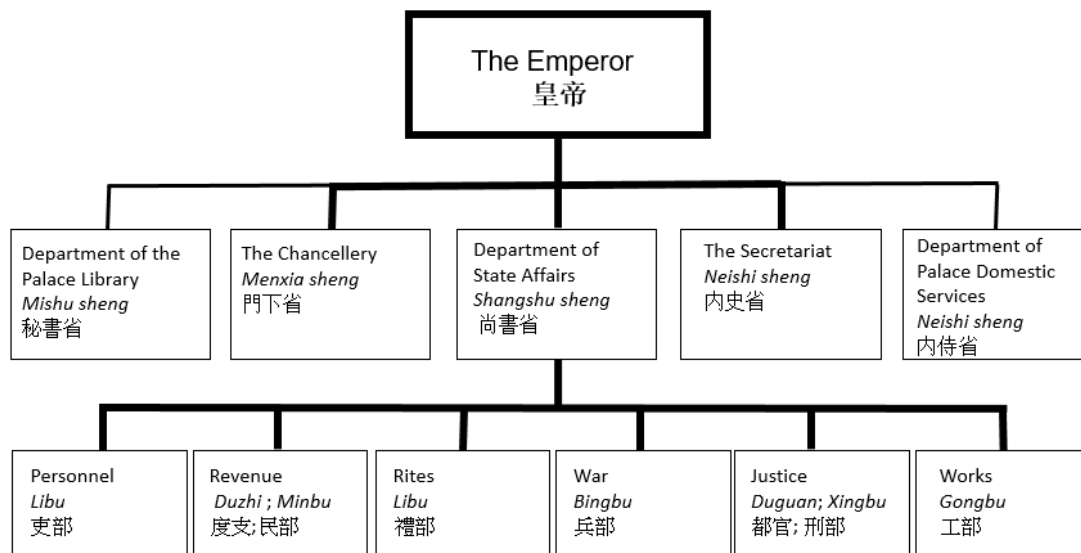 The Emperor
皇帝
Department of the
Palace Library
Mishu sheng
秘書省
The Chancellery
Menxia sheng
門下省
Department of
State Affairs
Shangshu sheng
尚書省
The Secretariat
Neishi sheng
内史省
Department of
Palace Domestic
Services
Neishi sheng
内侍省
Personnel
Libu
吏部
Revenue
Duzhi ; Minbu
度支; 民部
Rites
Libu
禮部
War
Bingbu
兵部
Justice
Duguan; Xingbu
都官; 刑部
Works
Gongbu
工部